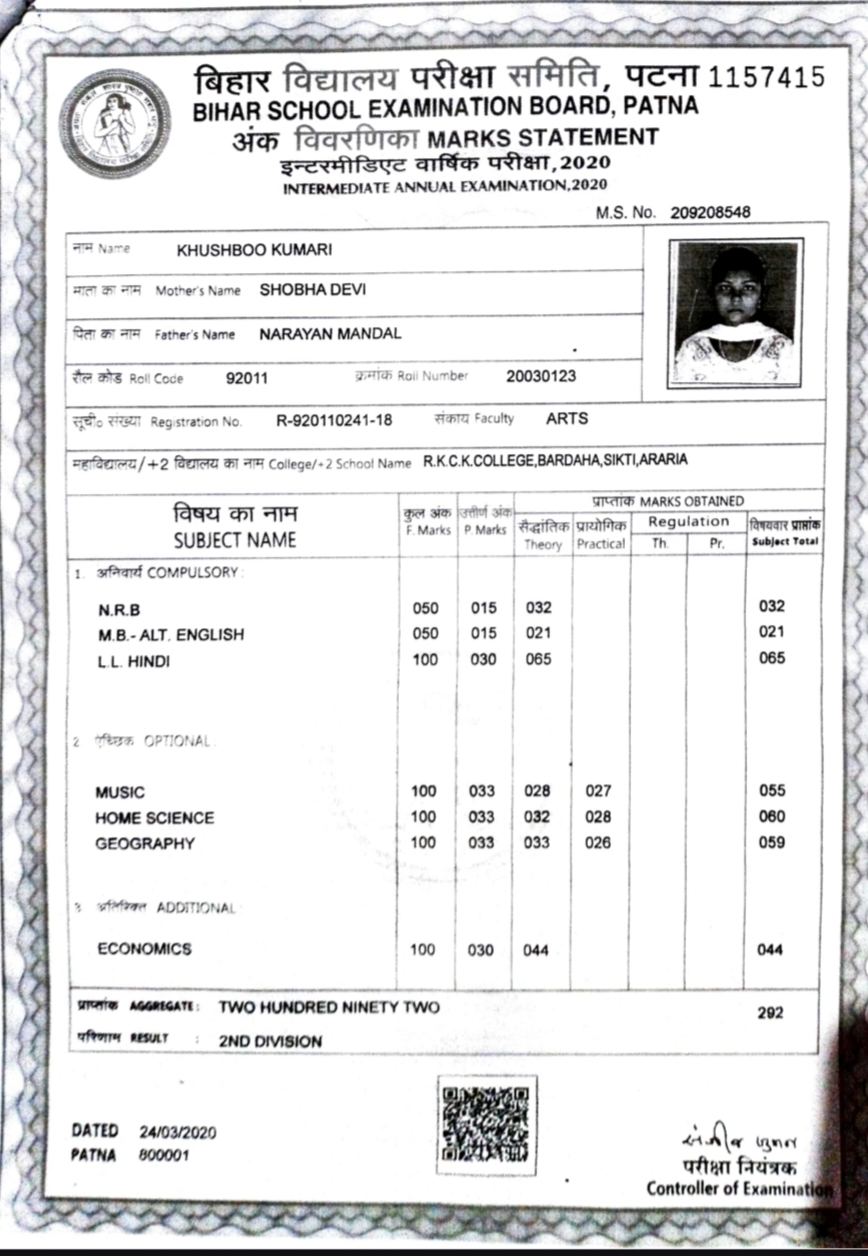 बिहार विद्यालय परीक्षा समिति, पटना 1157415
BIHAR SCHOOL EXAMINATION BOARD, PATNA
अंक विवरणिका MARKS STATEMENT
इन्टरमीडिएट वार्षिक परीक्षा,2020
INTERMEDIATE ANNUAL EXAMINATION,2020
M.S. No. 209208548
नाम Name KHUSHBOO KUMARI
माता का नाम Mother's Name SHOBHA DEVI
पिता का नाम Father's Name NARAYAN MANDAL
रौल कोड Roll Code 92011 क्रमांक Roll Number 20030123
सूची० संख्या Registration No. R-920110241-18 संकाय Faculty ARTS
महाविद्यालय/+2 विद्यालय का नाम College/+2 School Name R.K.C.K.COLLEGE,BARDAHA,SIKTI,ARARIA
प्राप्तांक MARKS OBTAINED
विषय का नाम कुल अंक उत्तीर्ण अंक सैद्धांतिक प्रायोगिक Regulation विषयवार प्राप्तांक
SUBJECT NAME F. Marks P. Marks Theory Practical Th. Pr. Subject Total
1. अनिवार्य COMPULSORY :
N.R.B 050 015 032 032
M.B.- ALT. ENGLISH 050 015 021 021
L.L. HINDI 100 030 065 065
2. ऐच्छिक OPTIONAL :
MUSIC 100 033 028 027 055
HOME SCIENCE 100 033 032 028 060
GEOGRAPHY 100 033 033 026 059
3. अतिरिक्त ADDITIONAL
ECONOMICS 100 030 044 044
प्राप्तांक AGGREGATE : TWO HUNDRED NINETY TWO 292
परिणाम RESULT : 2ND DIVISION
DATED 24/03/2020
PATNA 800001
परीक्षा नियंत्रक
Controller of Examination